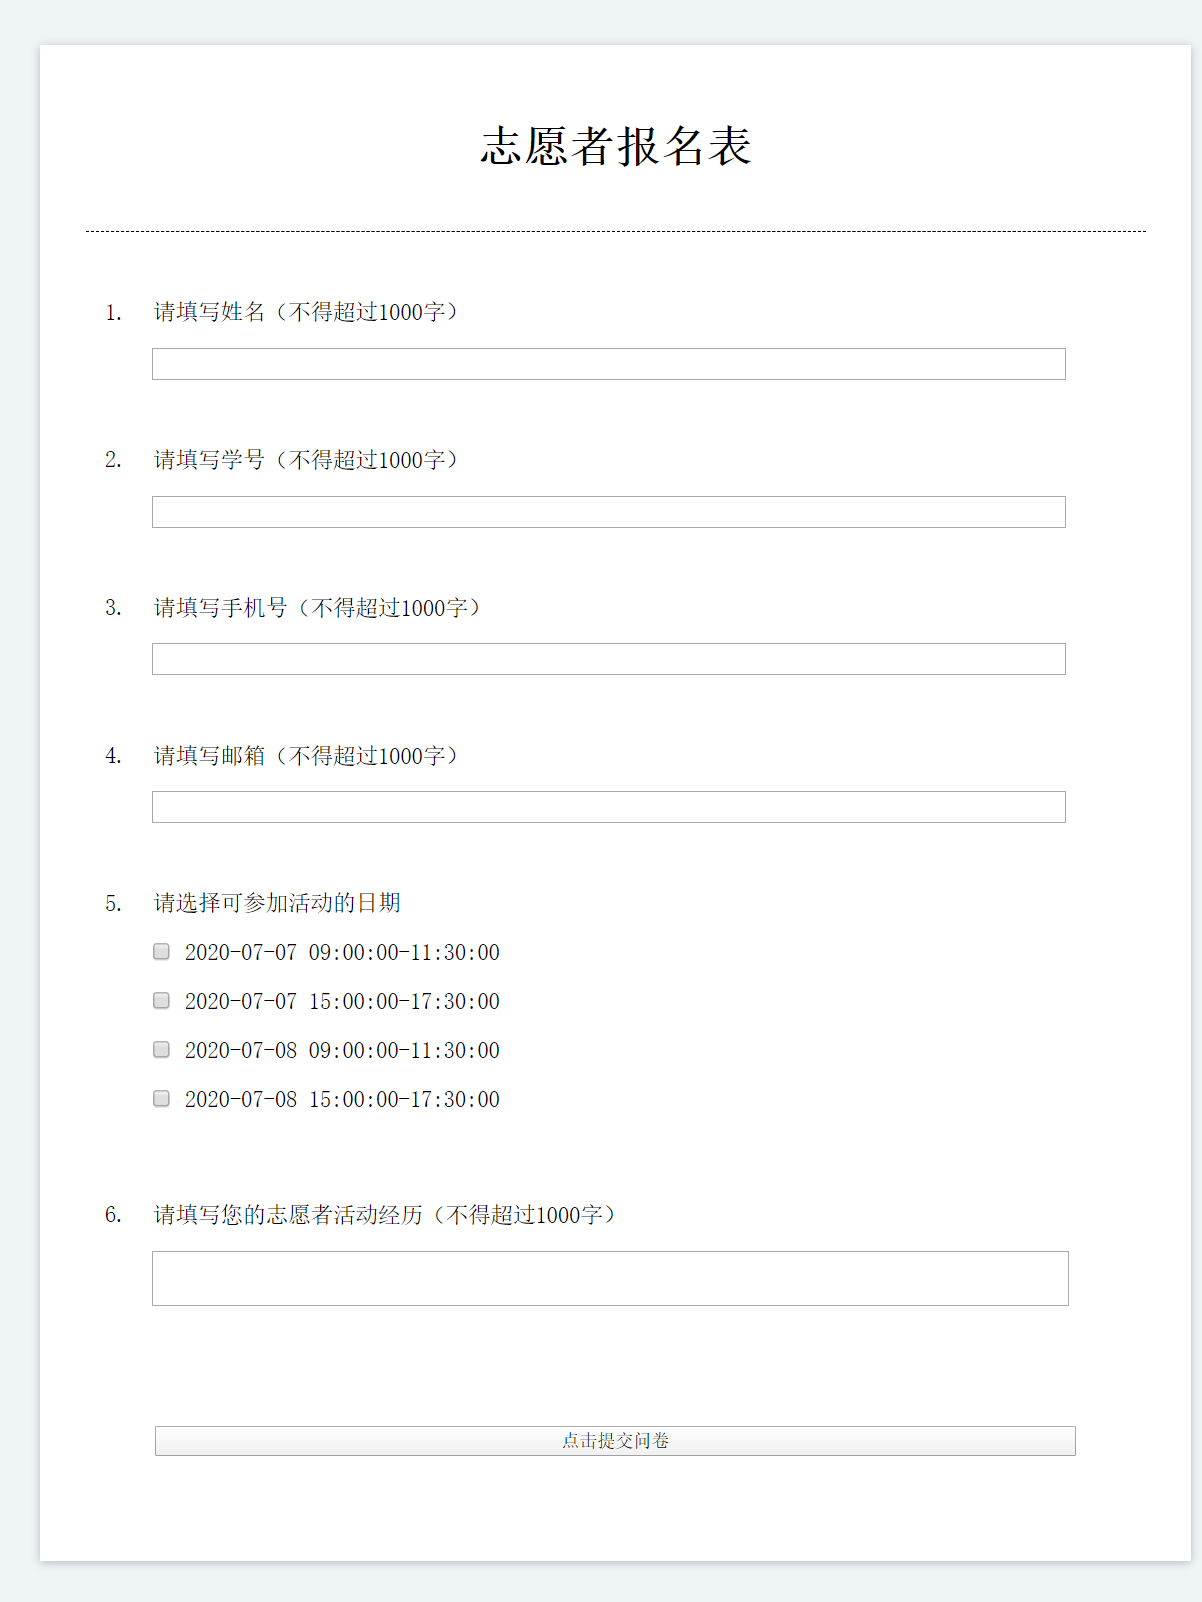 志愿者报名表
1. 请填写姓名（不得超过1000字）
2. 请填写学号（不得超过1000字）
3. 请填写手机号（不得超过1000字）
4. 请填写邮箱（不得超过1000字）
5. 请选择可参加活动的日期
2020-07-07 09:00:00-11:30:00
2020-07-07 15:00:00-17:30:00
2020-07-08 09:00:00-11:30:00
2020-07-08 15:00:00-17:30:00
6. 请填写您的志愿者活动经历（不得超过1000字）
点击提交问卷